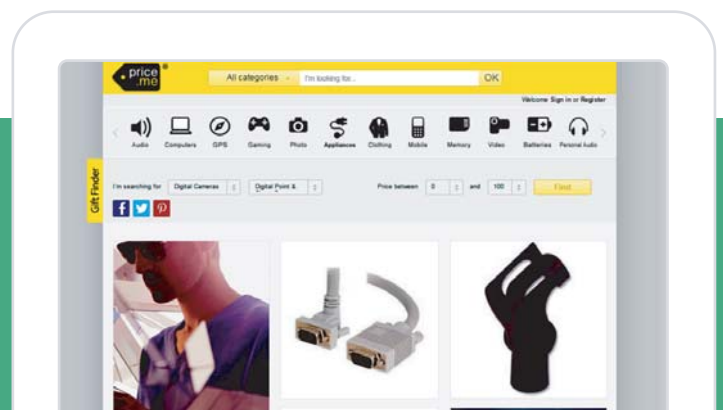 price ®
.me
All categories
I'm looking for...
OK
Welcome Sign in or Register
Audio
Computers
GPS
Gaming
Photo
Appliances
Clothing
Mobile
Memory
Video
Batteries
Personal Audio
Gift Finder
I'm searching for
Digital Cameras
Digital Point &
Price between
0
and
100
Find